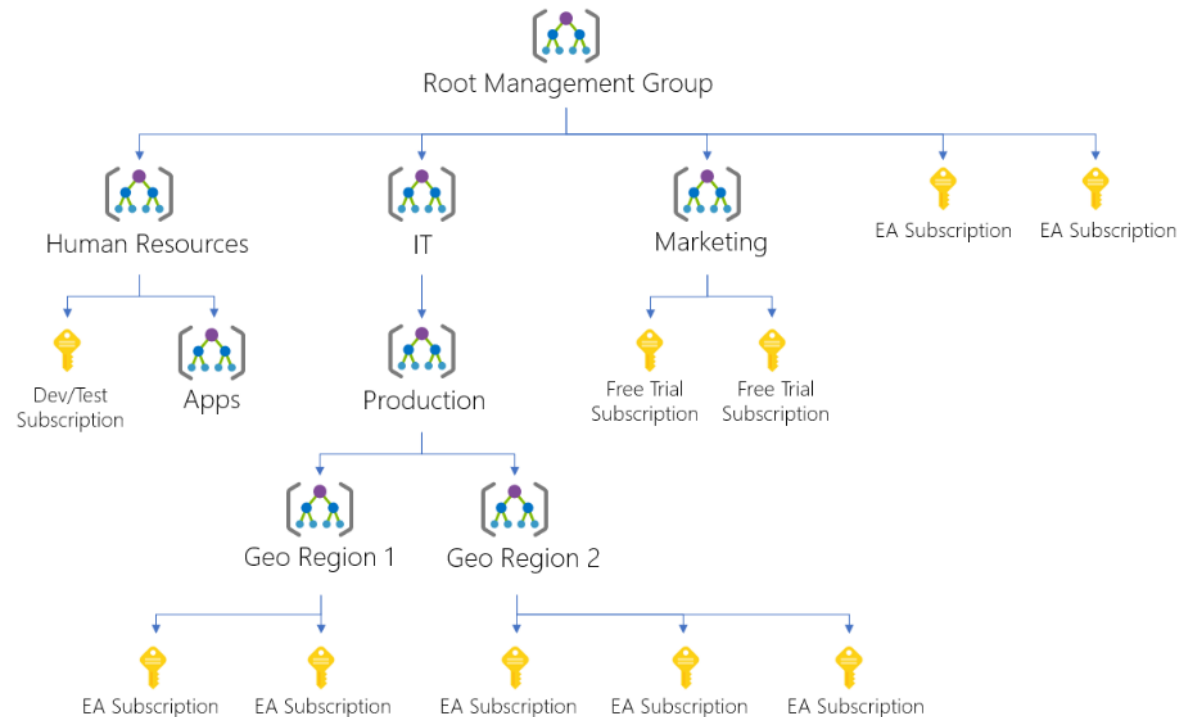 Root Management Group
Human Resources
IT
Marketing
EA Subscription
EA Subscription
Dev/Test
Subscription
Apps
Production
Free Trial
Subscription
Free Trial
Subscription
Geo Region 1
Geo Region 2
EA Subscription
EA Subscription
EA Subscription
EA Subscription
EA Subscription